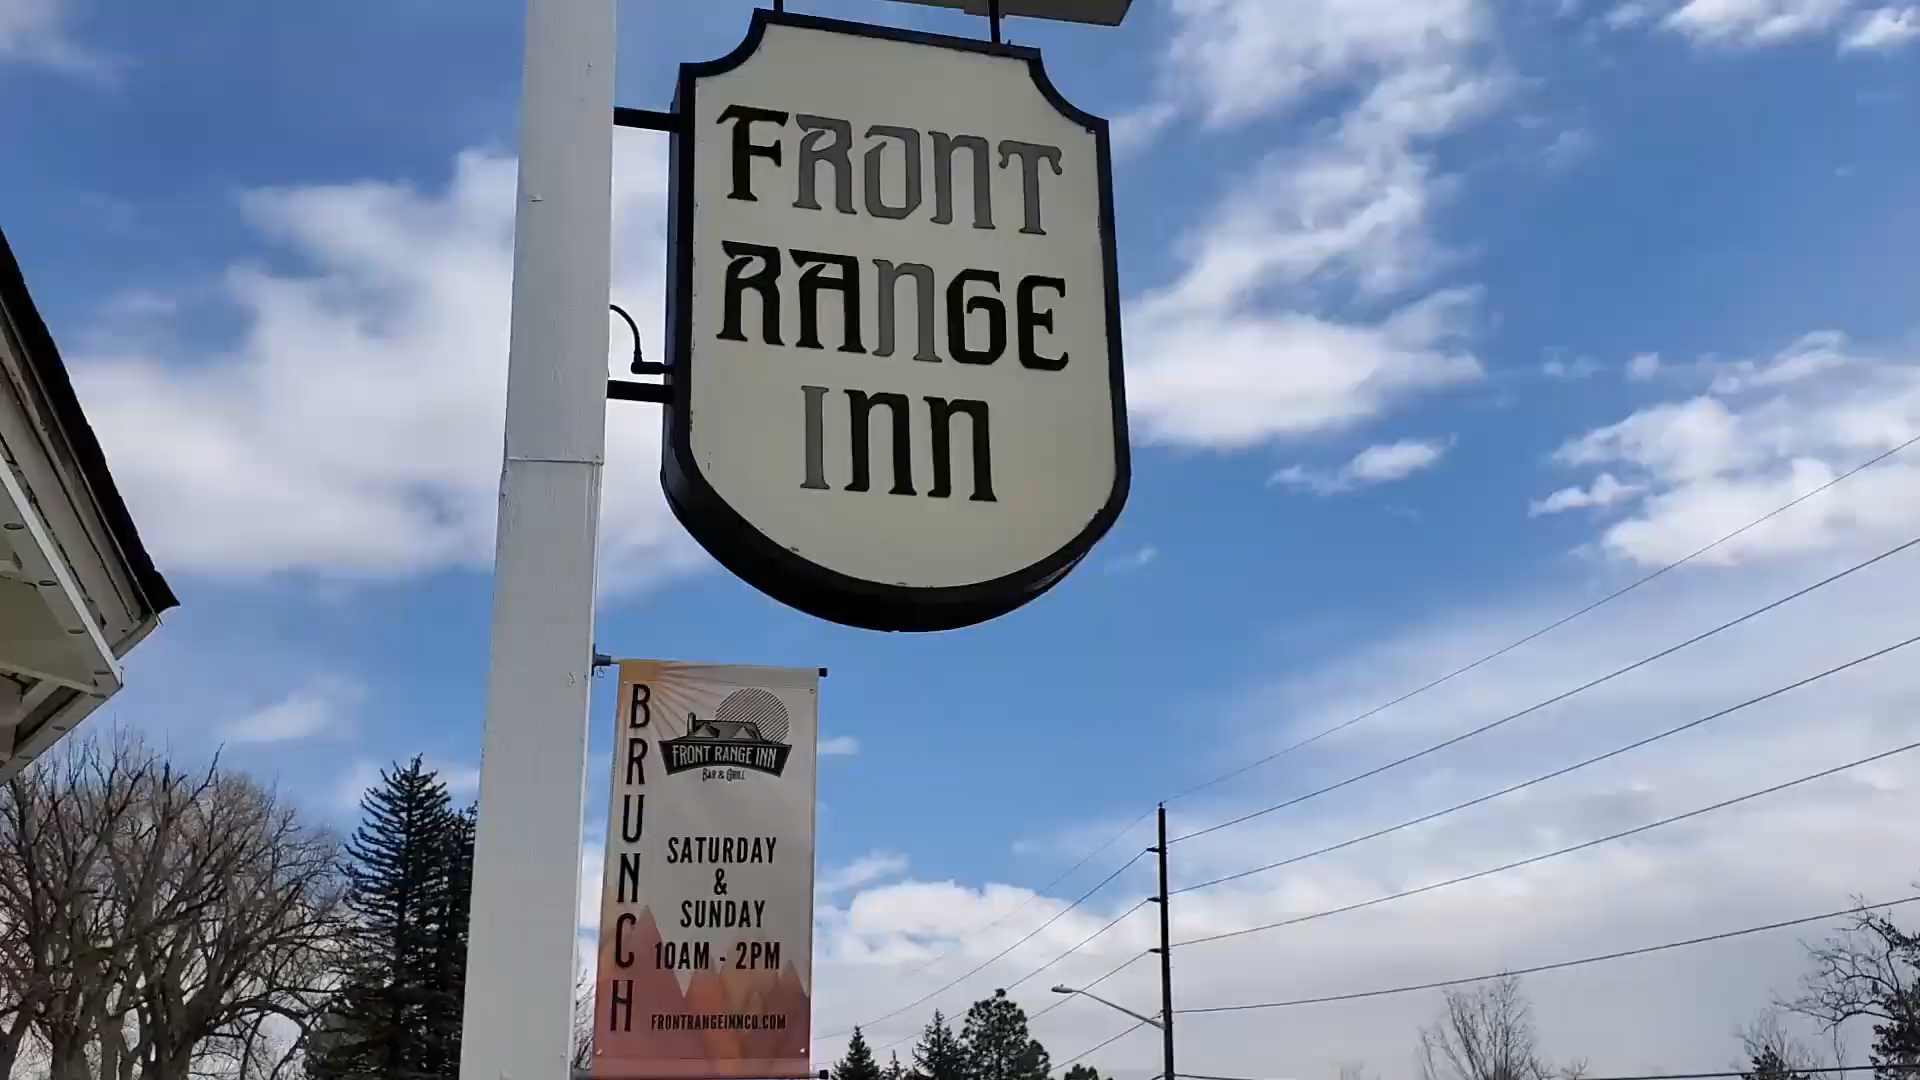 FRONT
RANGE
INN
BRUNCH
FRONT RANGE INN
BAR & GRILL
SATURDAY
&
SUNDAY
10AM - 2PM
FRONTRANGEINNCO.COM